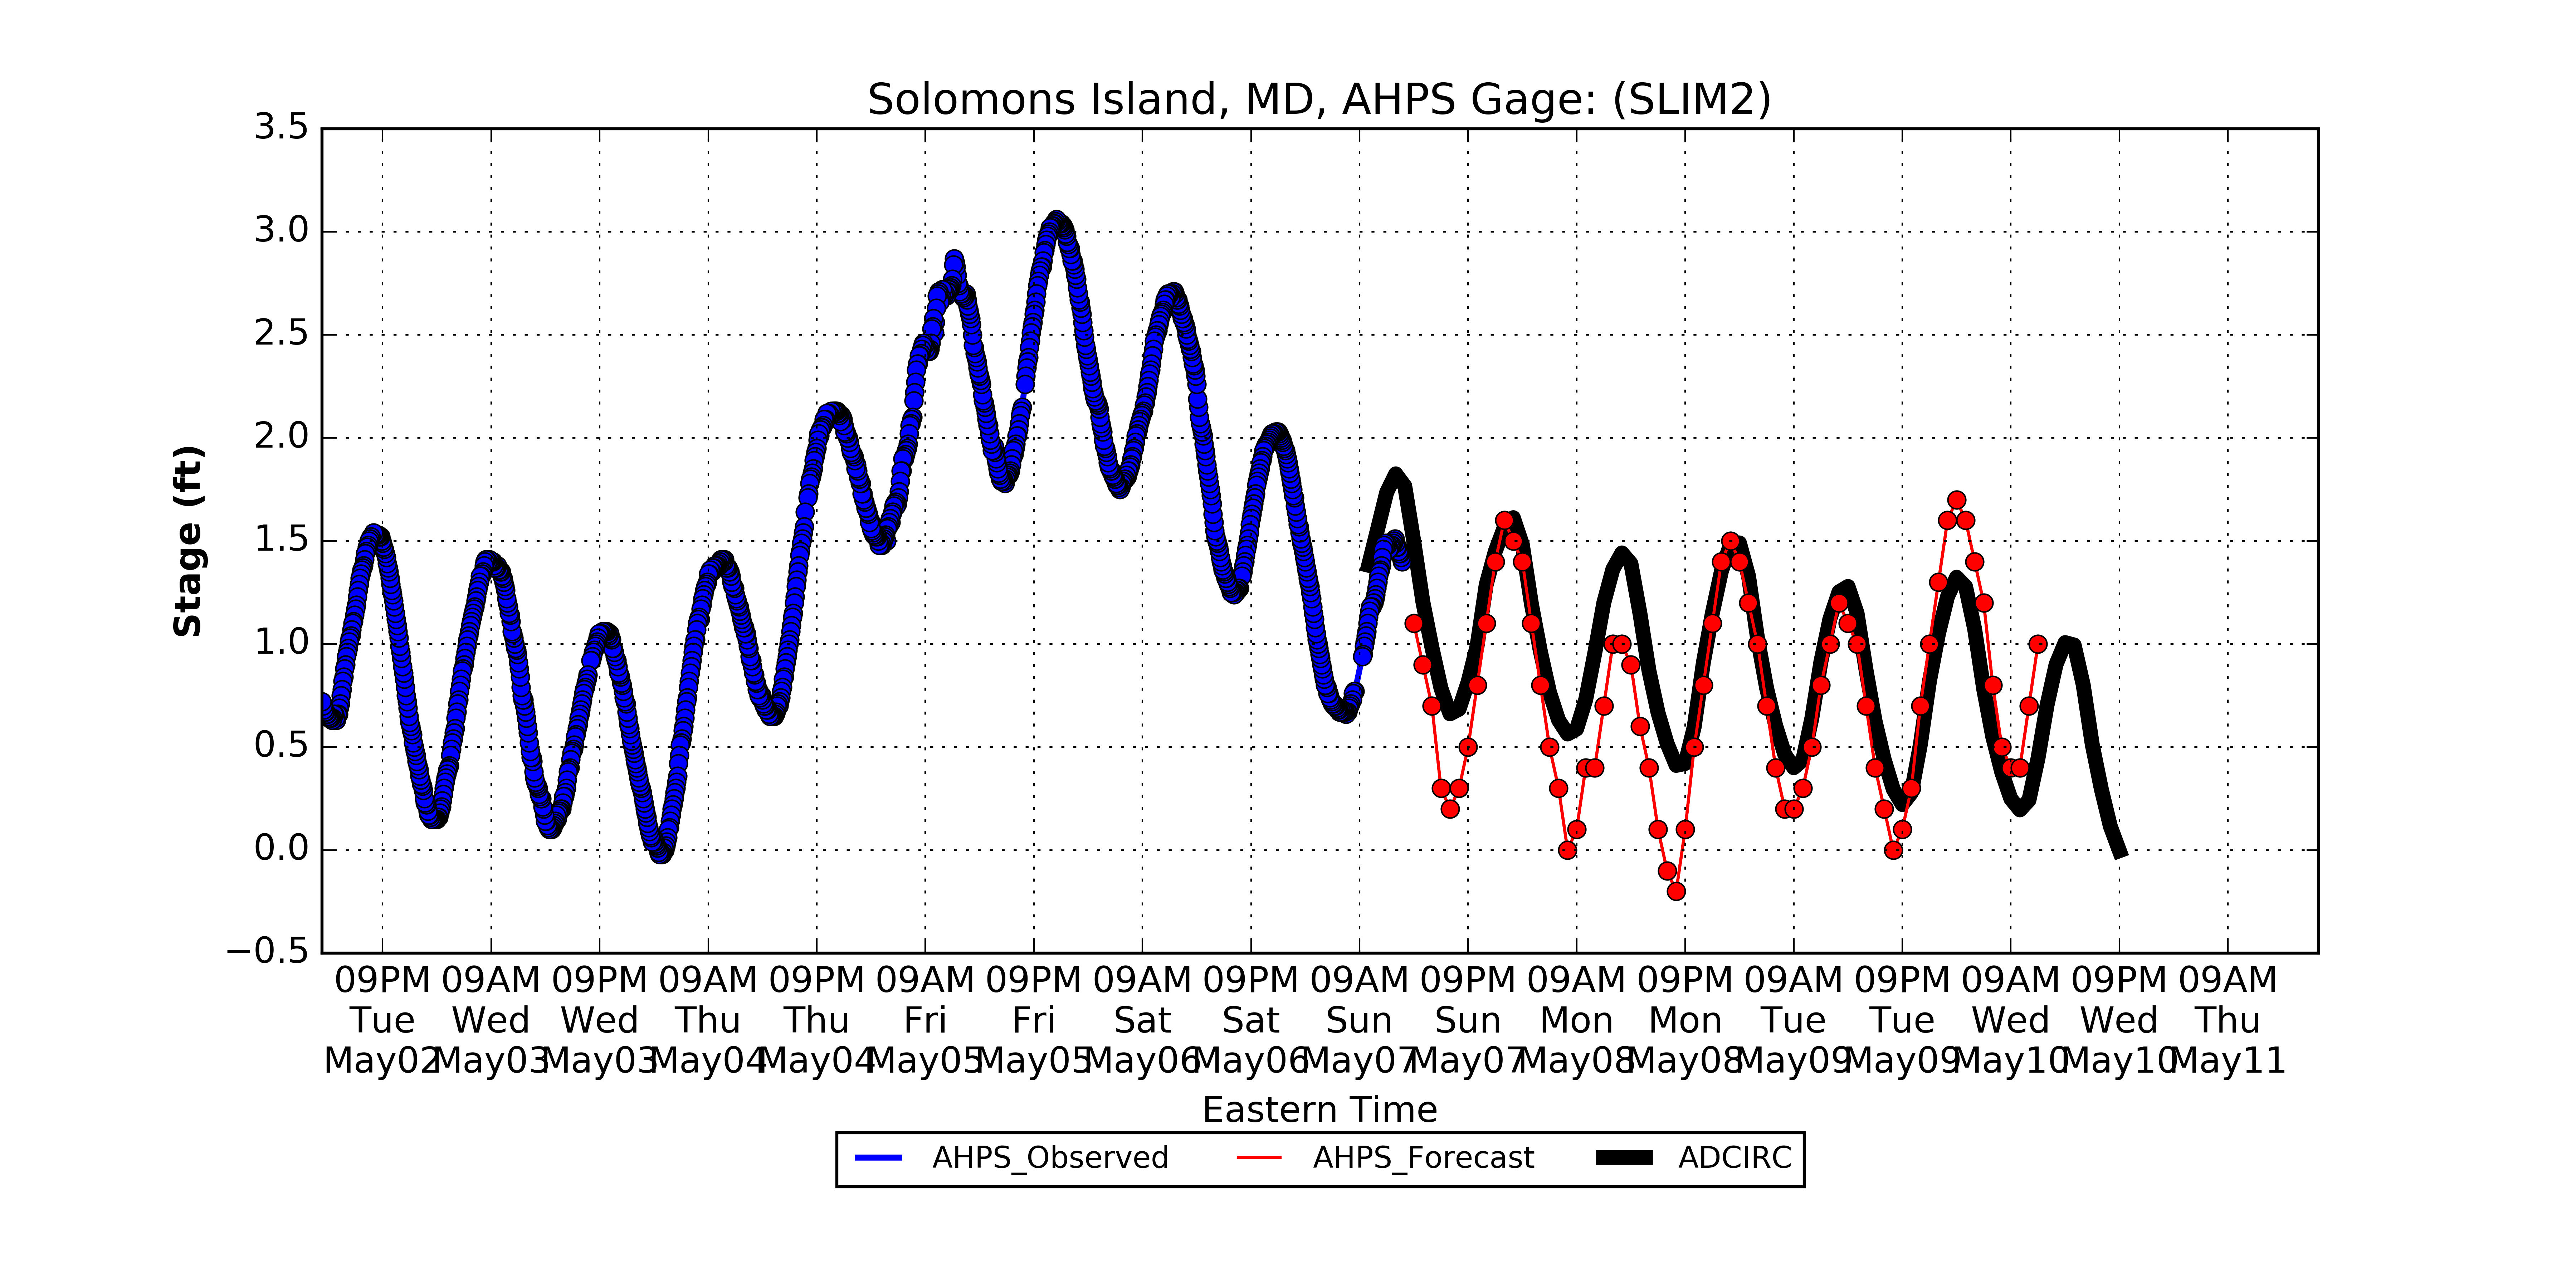 Solomons Island, MD, AHPS Gage: (SLIM2)
3.5
3.0
2.5
2.0
1.5
1.0
0.5
0.0
−0.5
Stage (ft)
09PM 09AM 09PM 09AM 09PM 09AM 09PM 09AM 09PM 09AM 09PM 09AM 09PM 09AM 09PM 09AM 09PM 09AM
Tue Wed Wed Thu Thu Fri Fri Sat Sat Sun Sun Mon Mon Tue Tue Wed Wed Thu
May02 May03 May03 May04 May04 May05 May05 May06 May06 May07 May07 May08 May08 May09 May09 May10 May10 May11
Eastern Time
AHPS_Observed AHPS_Forecast ADCIRC